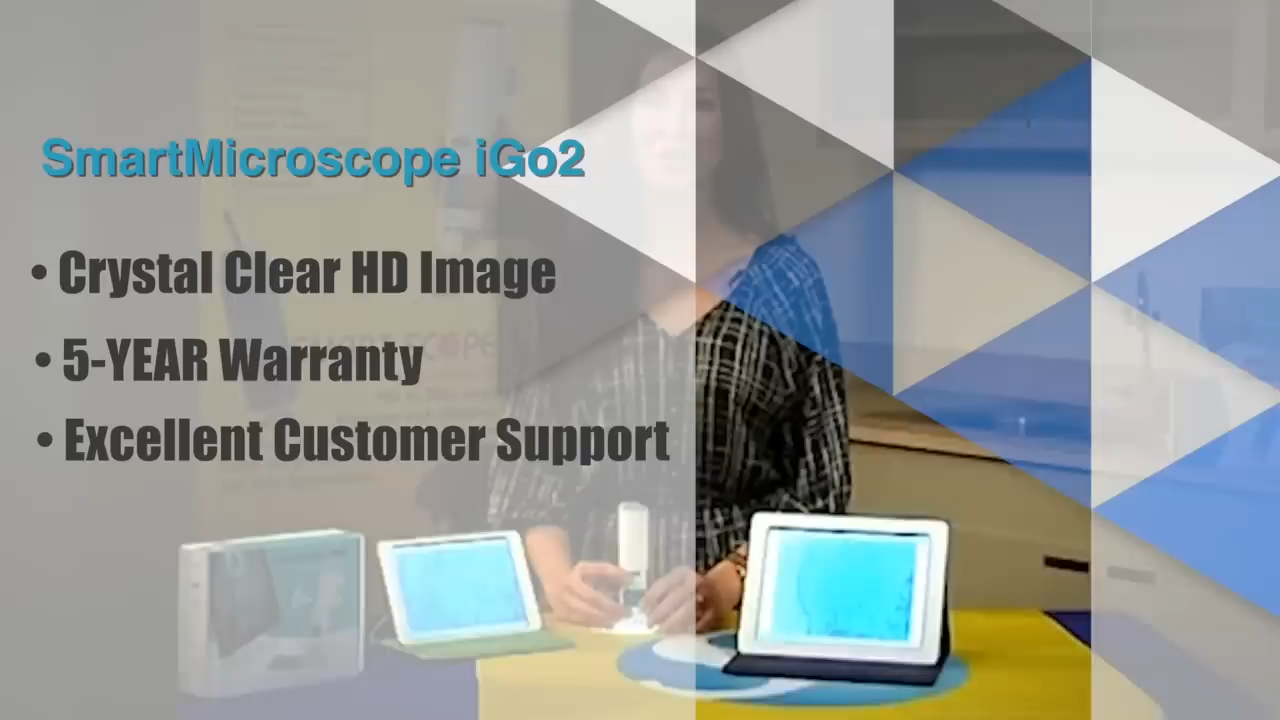 SmartMicroscope iGo2
• Crystal Clear HD Image
• 5-YEAR Warranty
• Excellent Customer Support